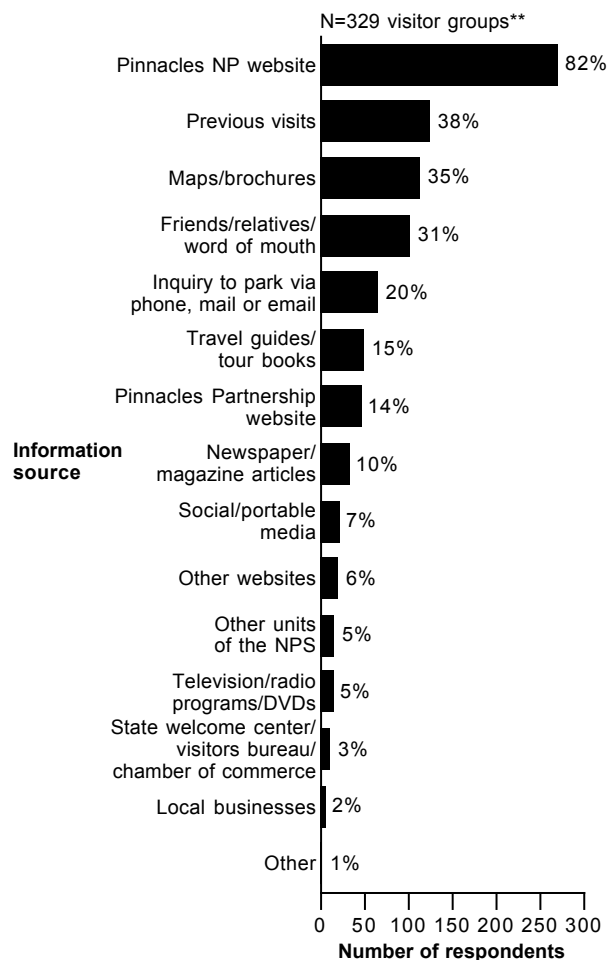 N=329 visitor groups**
Pinnacles NP website 82%
Previous visits 38%
Maps/brochures 35%
Friends/relatives/
word of mouth 31%
Inquiry to park via
phone, mail or email 20%
Travel guides/
tour books 15%
Pinnacles Partnership
website 14%
Information
source
Newspaper/
magazine articles 10%
Social/portable
media 7%
Other websites 6%
Other units
of the NPS 5%
Television/radio
programs/DVDs 5%
State welcome center/
visitors bureau/
chamber of commerce 3%
Local businesses 2%
Other 1%
0 50 100 150 200 250 300
Number of respondents